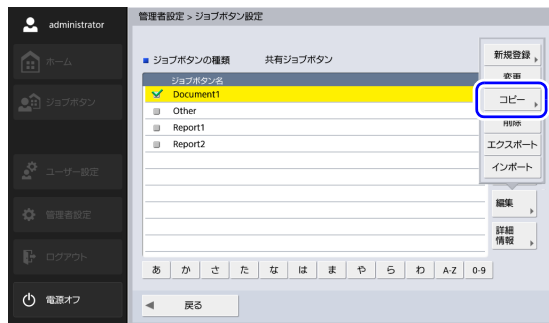 administrator
ホーム
ジョブボタン
ユーザー設定
管理者設定
ログアウト
電源オフ
管理者設定 > ジョブボタン設定
ジョブボタンの種類 共有ジョブボタン
ジョブボタン名
Document1
Other
Report1
Report2
新規登録
変更
コピー
削除
エクスポート
インポート
編集
詳細
情報
あ か さ た な は ま や ら わ A-Z 0-9
戻る